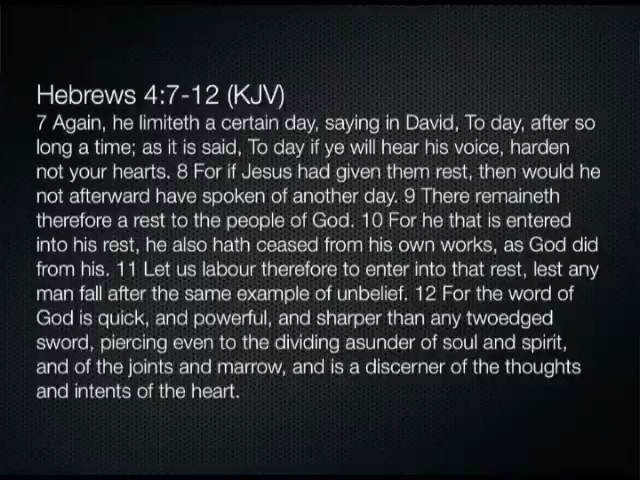 Hebrews 4:7-12 (KJV)
7 Again, he limiteth a certain day, saying in David, To day, after so
long a time; as it is said, To day if ye will hear his voice, harden
not your hearts. 8 For if Jesus had given them rest, then would he
not afterward have spoken of another day. 9 There remaineth
therefore a rest to the people of God. 10 For he that is entered
into his rest, he also hath ceased from his own works, as God did
from his. 11 Let us labour therefore to enter into that rest, lest any
man fall after the same example of unbelief. 12 For the word of
God is quick, and powerful, and sharper than any twoedged
sword, piercing even to the dividing asunder of soul and spirit,
and of the joints and marrow, and is a discerner of the thoughts
and intents of the heart.